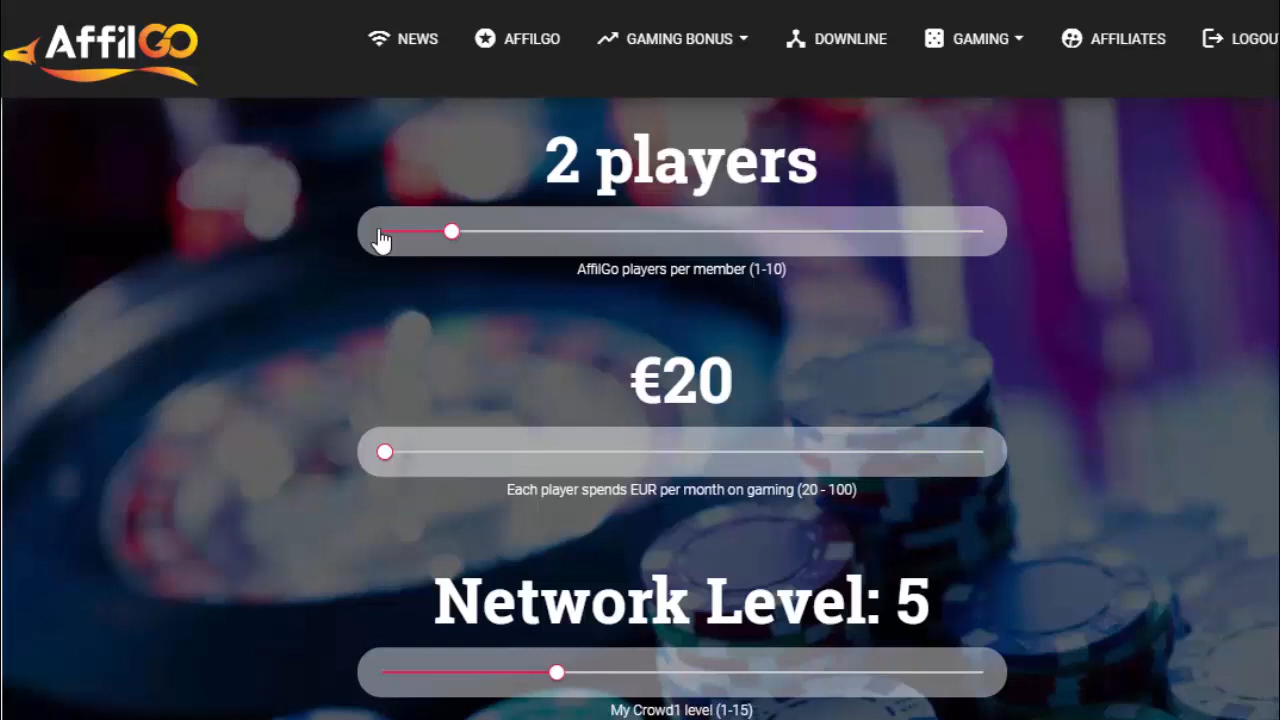 AffilGO
NEWS
AFFILGO
GAMING BONUS
DOWNLINE
GAMING
AFFILIATES
LOGOU
2 players
AffilGo players per member (1-10)
€20
Each player spends EUR per month on gaming (20 - 100)
Network Level: 5
My Crowd1 level (1-15)